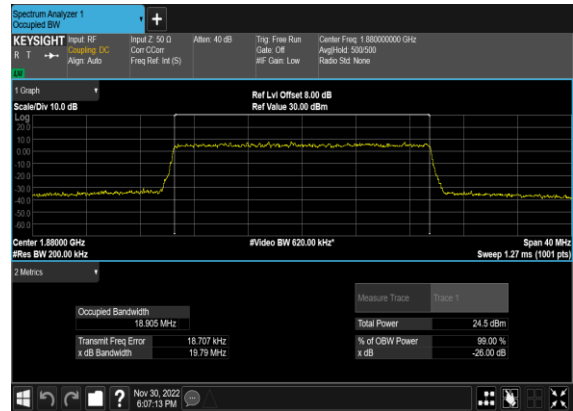 Spectrum Analyzer 1
Occupied BW
KEYSIGHT Input: RF Input Z: 50 Ω Atten: 40 dB Trig: Free Run Center Freq: 1.880000000 GHz
R T Coupling: DC Corr CCorr Gate: Off Avg|Hold: 500/500
Align: Auto Freq Ref: Int (S) #IF Gain: Low Radio Std: None
LW
1 Graph
Ref Lvl Offset 8.00 dB
Scale/Div 10.0 dB Ref Value 30.00 dBm
Log
20.0
10.0
0.00
-10.0
-20.0
-30.0
-40.0
-50.0
-60.0
Center 1.88000 GHz #Video BW 620.00 kHz* Span 40 MHz
#Res BW 200.00 kHz Sweep 1.27 ms (1001 pts)
2 Metrics
Measure Trace Trace 1
Occupied Bandwidth
18.905 MHz Total Power 24.5 dBm
Transmit Freq Error 18.707 kHz % of OBW Power 99.00 %
x dB Bandwidth 19.79 MHz x dB -26.00 dB
? Nov 30, 2022
6:07:13 PM